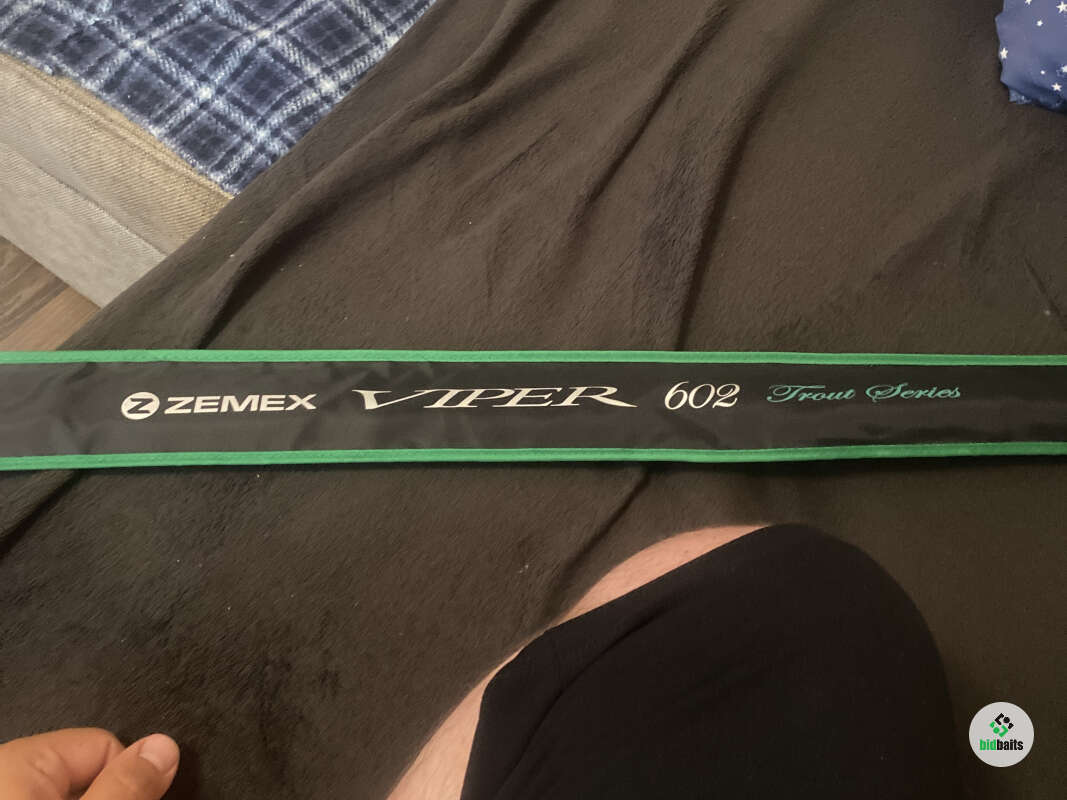 Z ZEMEX VIPER 602 Trout Series
bidbaits